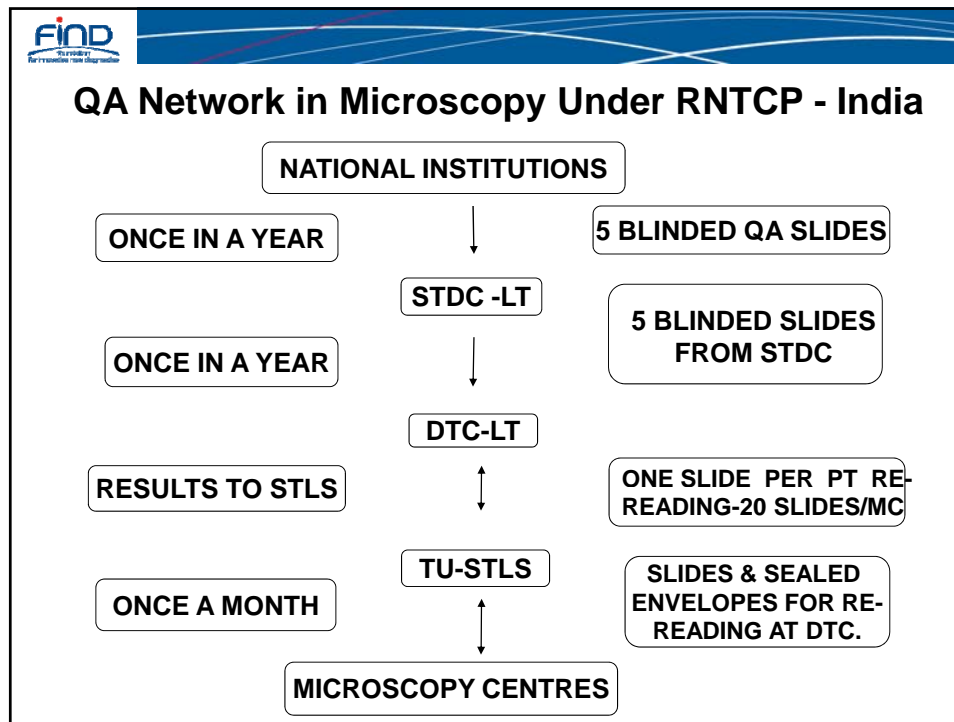 FIND
QA Network in Microscopy Under RNTCP - India
NATIONAL INSTITUTIONS
ONCE IN A YEAR
5 BLINDED QA SLIDES
STDC -LT
5 BLINDED SLIDES
FROM STDC
ONCE IN A YEAR
DTC-LT
RESULTS TO STLS
ONE SLIDE PER PT RE-
READING-20 SLIDES/MC
TU-STLS
ONCE A MONTH
SLIDES & SEALED
ENVELOPES FOR RE-
READING AT DTC.
MICROSCOPY CENTRES